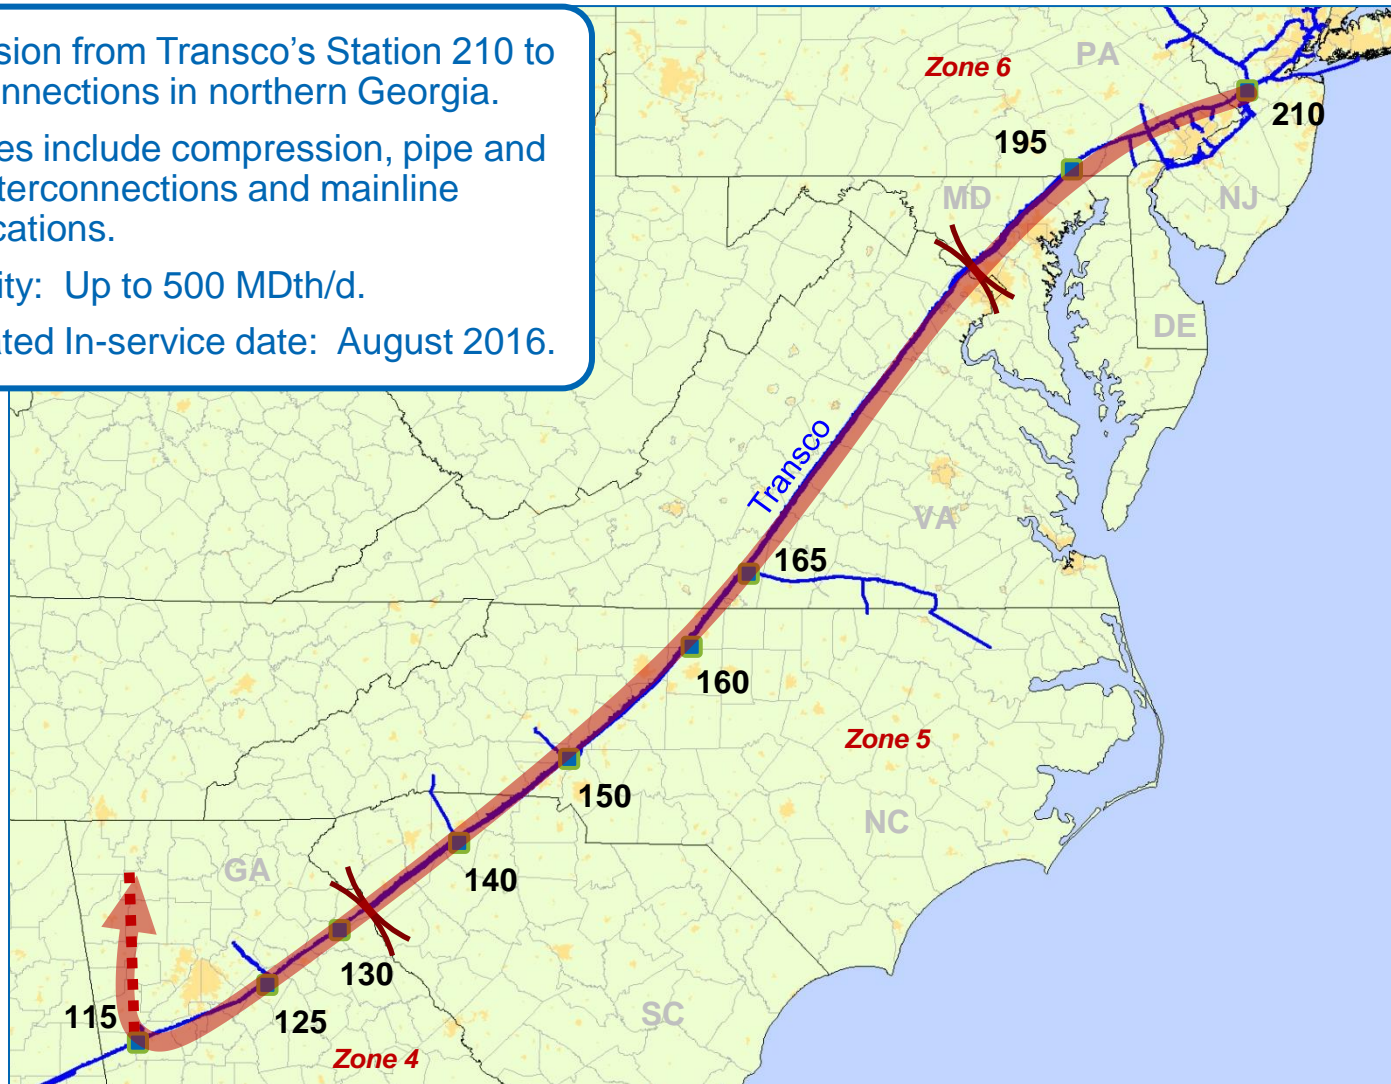 sion from Transco's Station 210 to
nnections in northern Georgia.
es include compression, pipe and
terconnections and mainline
cations.
ity: Up to 500 MDth/d.
ated In-service date: August 2016.
Zone 6
PA
210
195
MD
NJ
DE
Transco
VA
165
160
Zone 5
150
NC
GA
140
130
115
125
SC
Zone 4